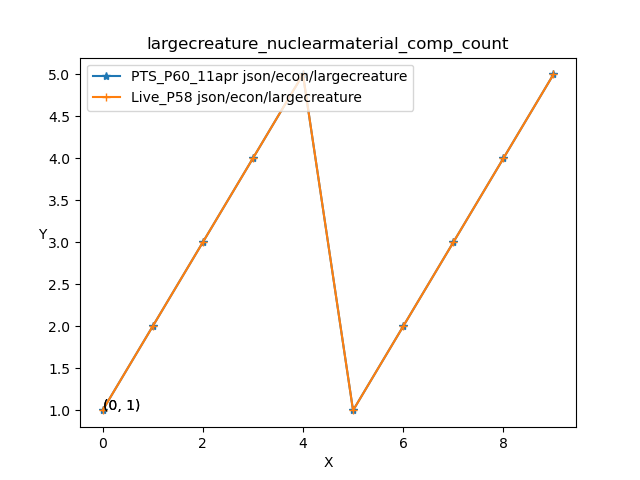 largecreature_nuclearmaterial_comp_count
PTS_P60_11apr json/econ/largecreature
Live_P58 json/econ/largecreature
5.0
4.5
4.0
3.5
3.0
Y
2.5
2.0
1.5
1.0
(0, 1)
0 2 4 6 8
X